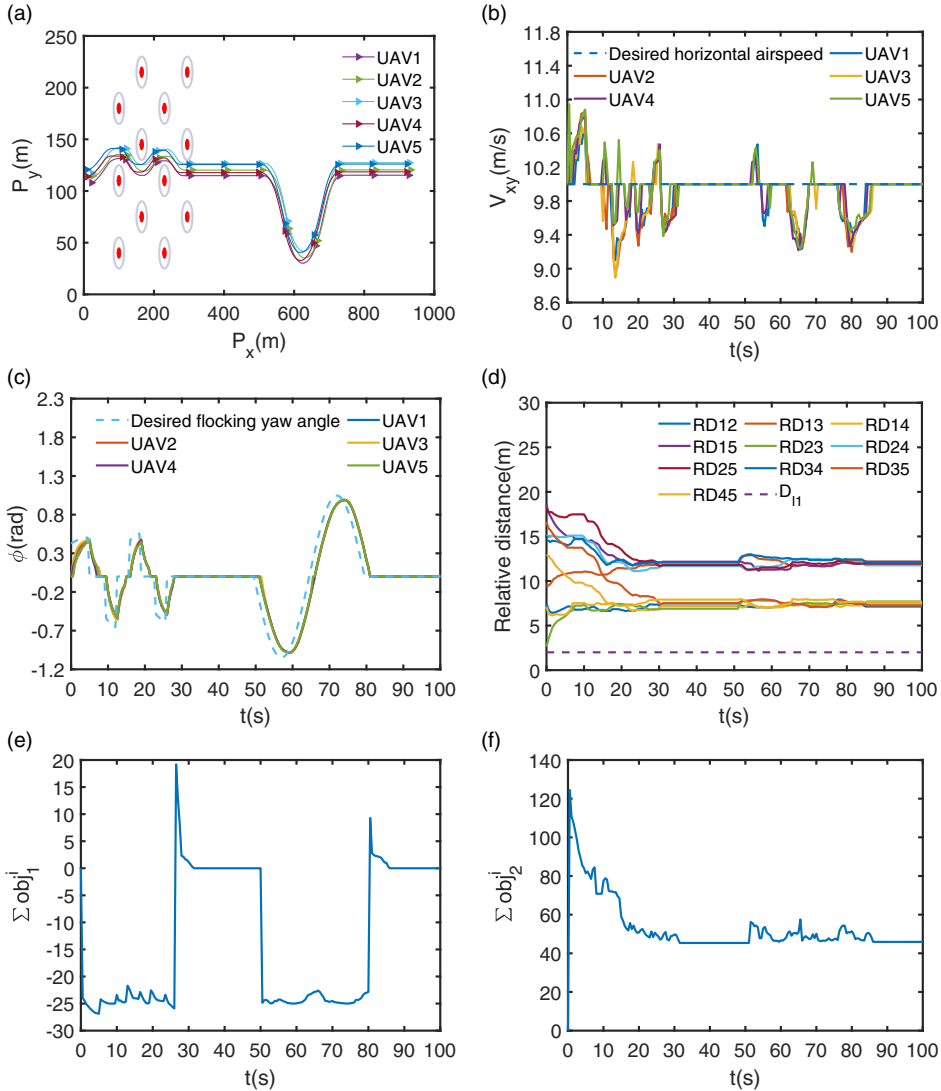 (a)
250
200
150
100
50
0
P_y(m)
0 200 400 600 800 1000
P_x(m)
UAV1
UAV2
UAV3
UAV4
UAV5
(b)
11.8
11.4
11.0
10.6
10.2
9.8
9.4
9.0
8.6
V_xy(m/s)
0 10 20 30 40 50 60 70 80 90 100
t(s)
Desired horizontal airspeed UAV1
UAV2 UAV3
UAV4 UAV5
(c)
2.3
1.8
1.3
0.8
0.3
-0.2
-0.7
-1.2
ϕ(rad)
0 10 20 30 40 50 60 70 80 90 100
t(s)
Desired flocking yaw angle UAV1
UAV2 UAV3
UAV4 UAV5
(d)
30
25
20
15
10
5
0
Relative distance(m)
0 10 20 30 40 50 60 70 80 90 100
t(s)
RD12 RD13 RD14
RD15 RD23 RD24
RD25 RD34 RD35
RD45 D_l1
(e)
20
15
10
5
0
-5
-10
-15
-20
-25
-30
Σ obj_1^i
0 10 20 30 40 50 60 70 80 90 100
t(s)
(f)
140
120
100
80
60
40
20
0
Σ obj_2^i
0 10 20 30 40 50 60 70 80 90 100
t(s)